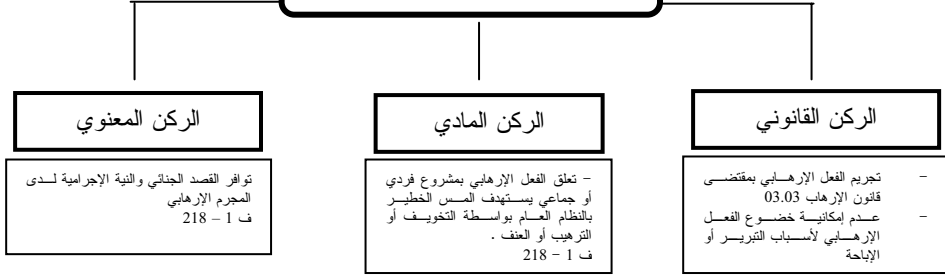 الركن القانوني
- تجريم الفعل الإرهابي بمقتضى
قانون الإرهاب 03.03
- عدم إمكانية خضوع الفعل
الإرهابي لأسباب التبرير أو
الإباحة
الركن المادي
- تعلق الفعل الإرهابي بمشروع فردي
أو جماعي يستهدف المس الخطير
بالنظام العام بواسطة التخويف أو
الترهيب أو العنف .
ف 1 - 218
الركن المعنوي
توافر القصد الجنائي والنية الإجرامية لدى
المجرم الإرهابي
ف 1 – 218